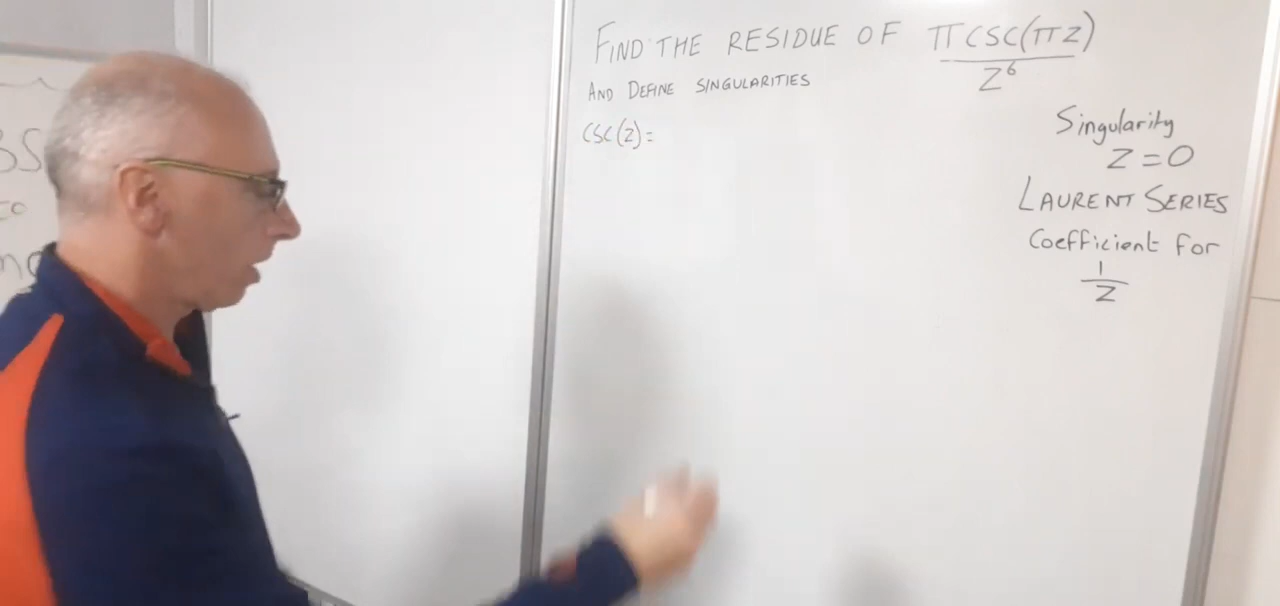 FIND THE RESIDUE OF πCSC(πZ)
Z⁶
AND DEFINE SINGULARITIES
CSC(Z)=
Singularity
Z=0
LAURENT SERIES
Coefficient for
1
Z